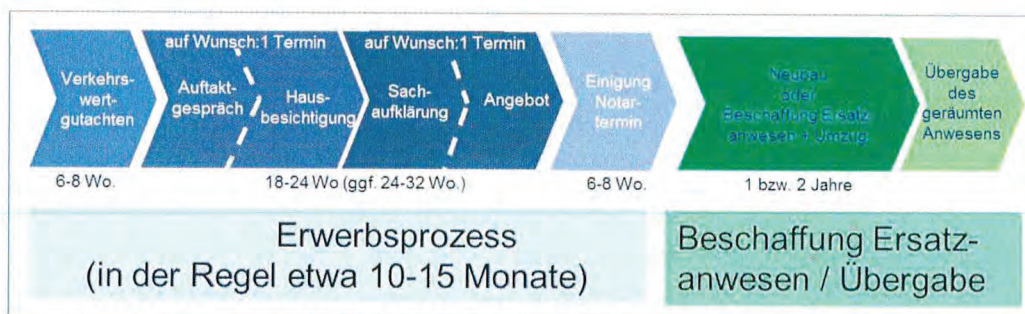 auf Wunsch:1 Termin
auf Wunsch:1 Termin
Verkehrs-
wert-
gutachten
Auftakt-
gespräch
Haus-
besichtigung
Sach-
aufklärung
Angebot
Einigung
Notar-
termin
Neubau
oder
Beschaffung Ersatz-
anwesen + Umzug
Übergabe
des
geräumten
Anwesens
6-8 Wo.
18-24 Wo (ggf. 24-32 Wo.)
6-8 Wo.
1 bzw. 2 Jahre
Erwerbsprozess
(in der Regel etwa 10-15 Monate)
Beschaffung Ersatz-
anwesen / Übergabe